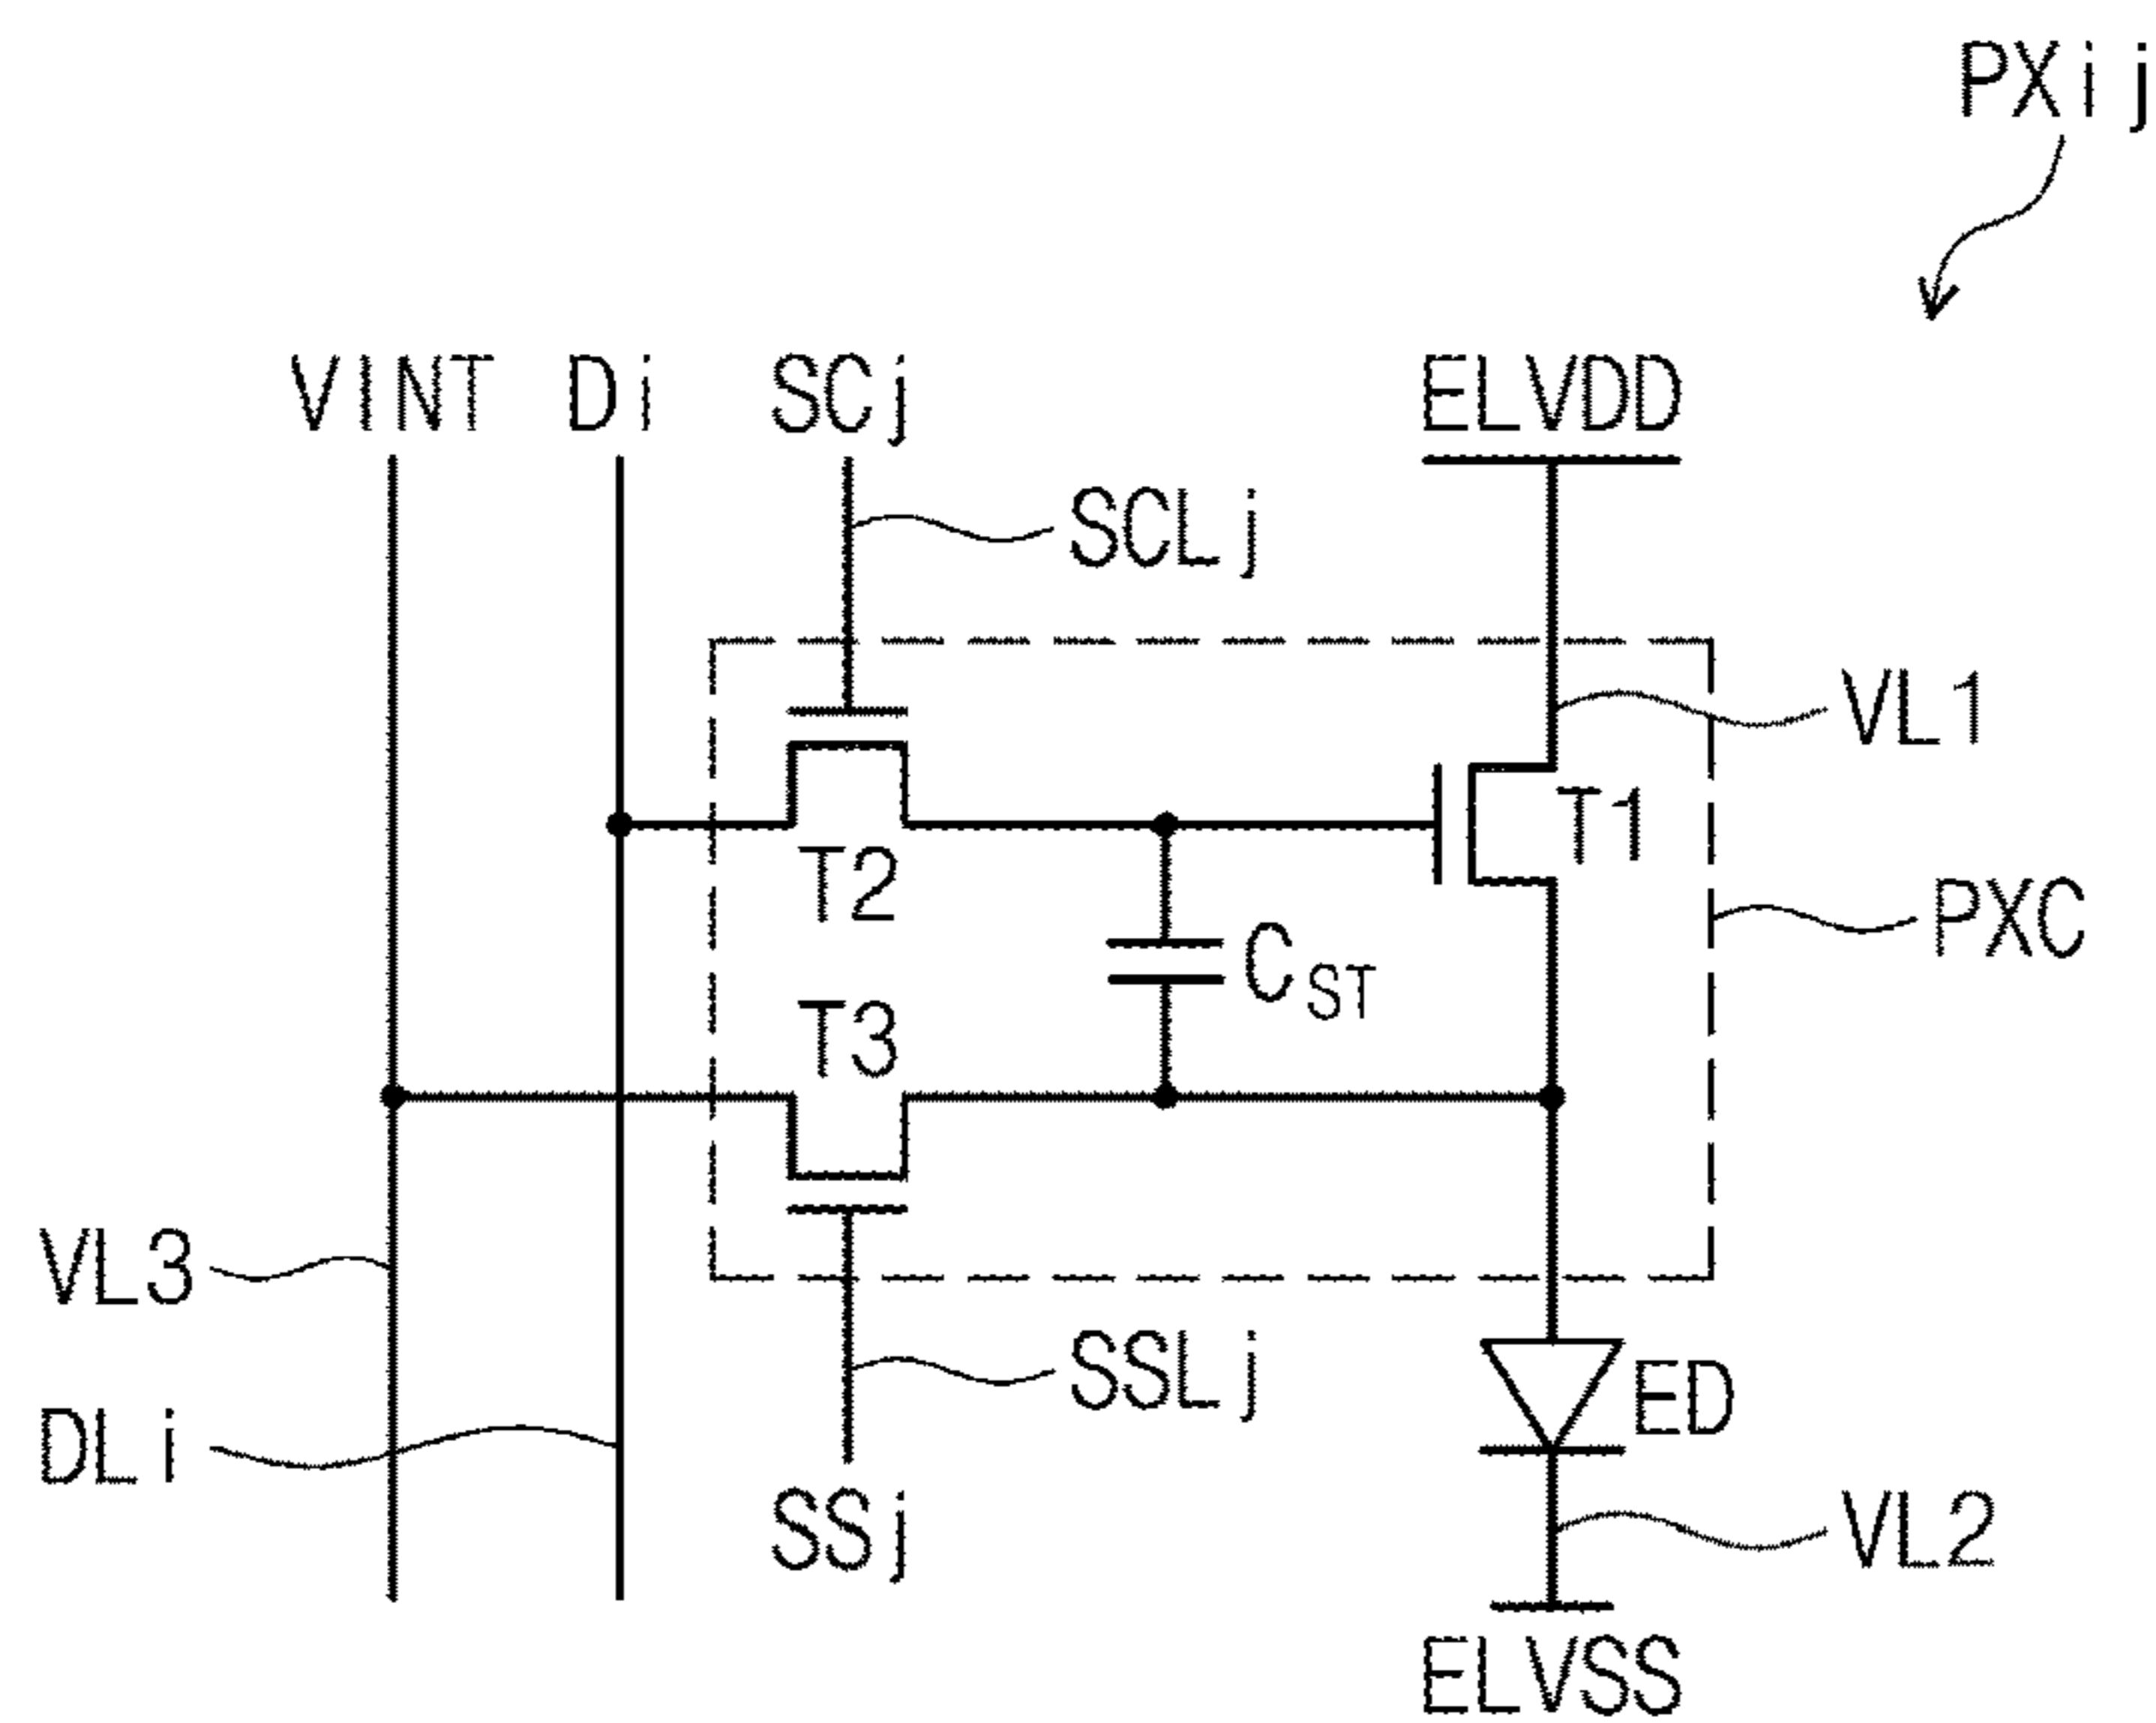 PXij
VINT Di SCj ELVDD
SCLj
VL1
T1
T2
PXC
CST
T3
VL3
SSLj
ED
DLi
SSj
VL2
ELVSS